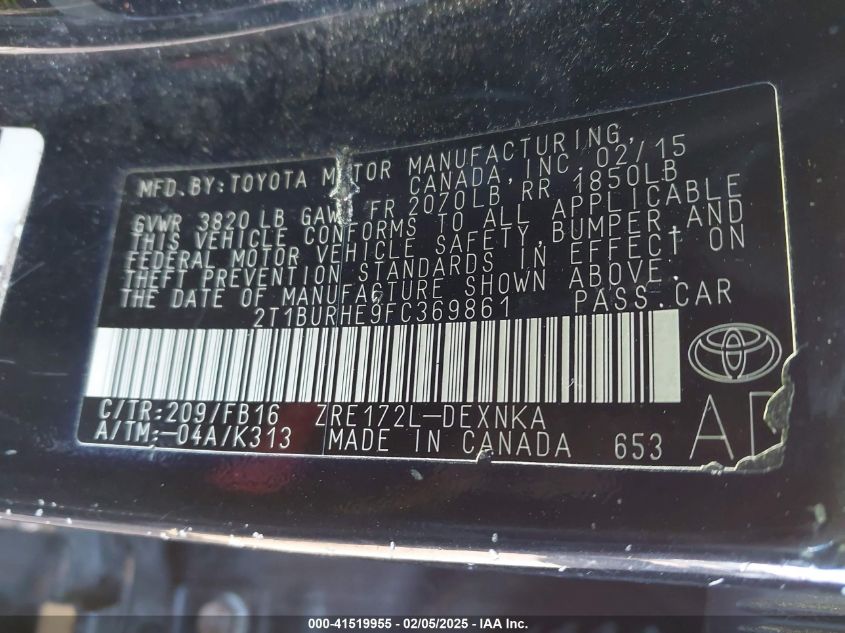 MFD. BY: TOYOTA MOTOR MANUFACTURING,
CANADA, INC. 02/15
GVWR 3820 LB GAWR FR 2070LB RR 1850LB
THIS VEHICLE CONFORMS TO ALL APPLICABLE
FEDERAL MOTOR VEHICLE SAFETY, BUMPER AND
THEFT PREVENTION STANDARDS IN EFFECT ON
THE DATE OF MANUFACTURE SHOWN ABOVE.
2T1BURHE9FC369861 PASS.CAR
C/TR:209/FB16 ZRE172L-DEXNKA
A/TM:-04A/K313 MADE IN CANADA 653
000-41519955 - 02/05/2025 - IAA Inc.